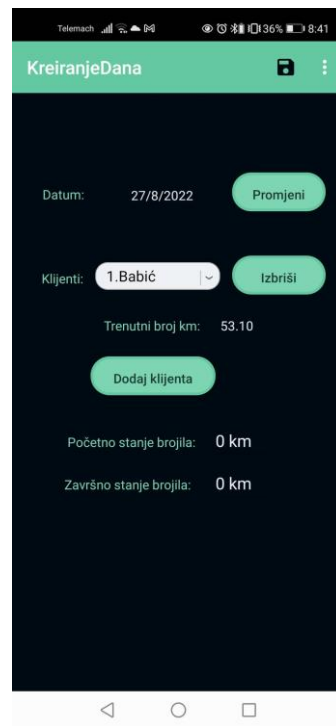 Telemach 36% 8:41
KreiranjeDana
Datum: 27/8/2022 Promjeni
Klijenti: 1.Babić Izbriši
Trenutni broj km: 53.10
Dodaj klijenta
Početno stanje brojila: 0 km
Završno stanje brojila: 0 km